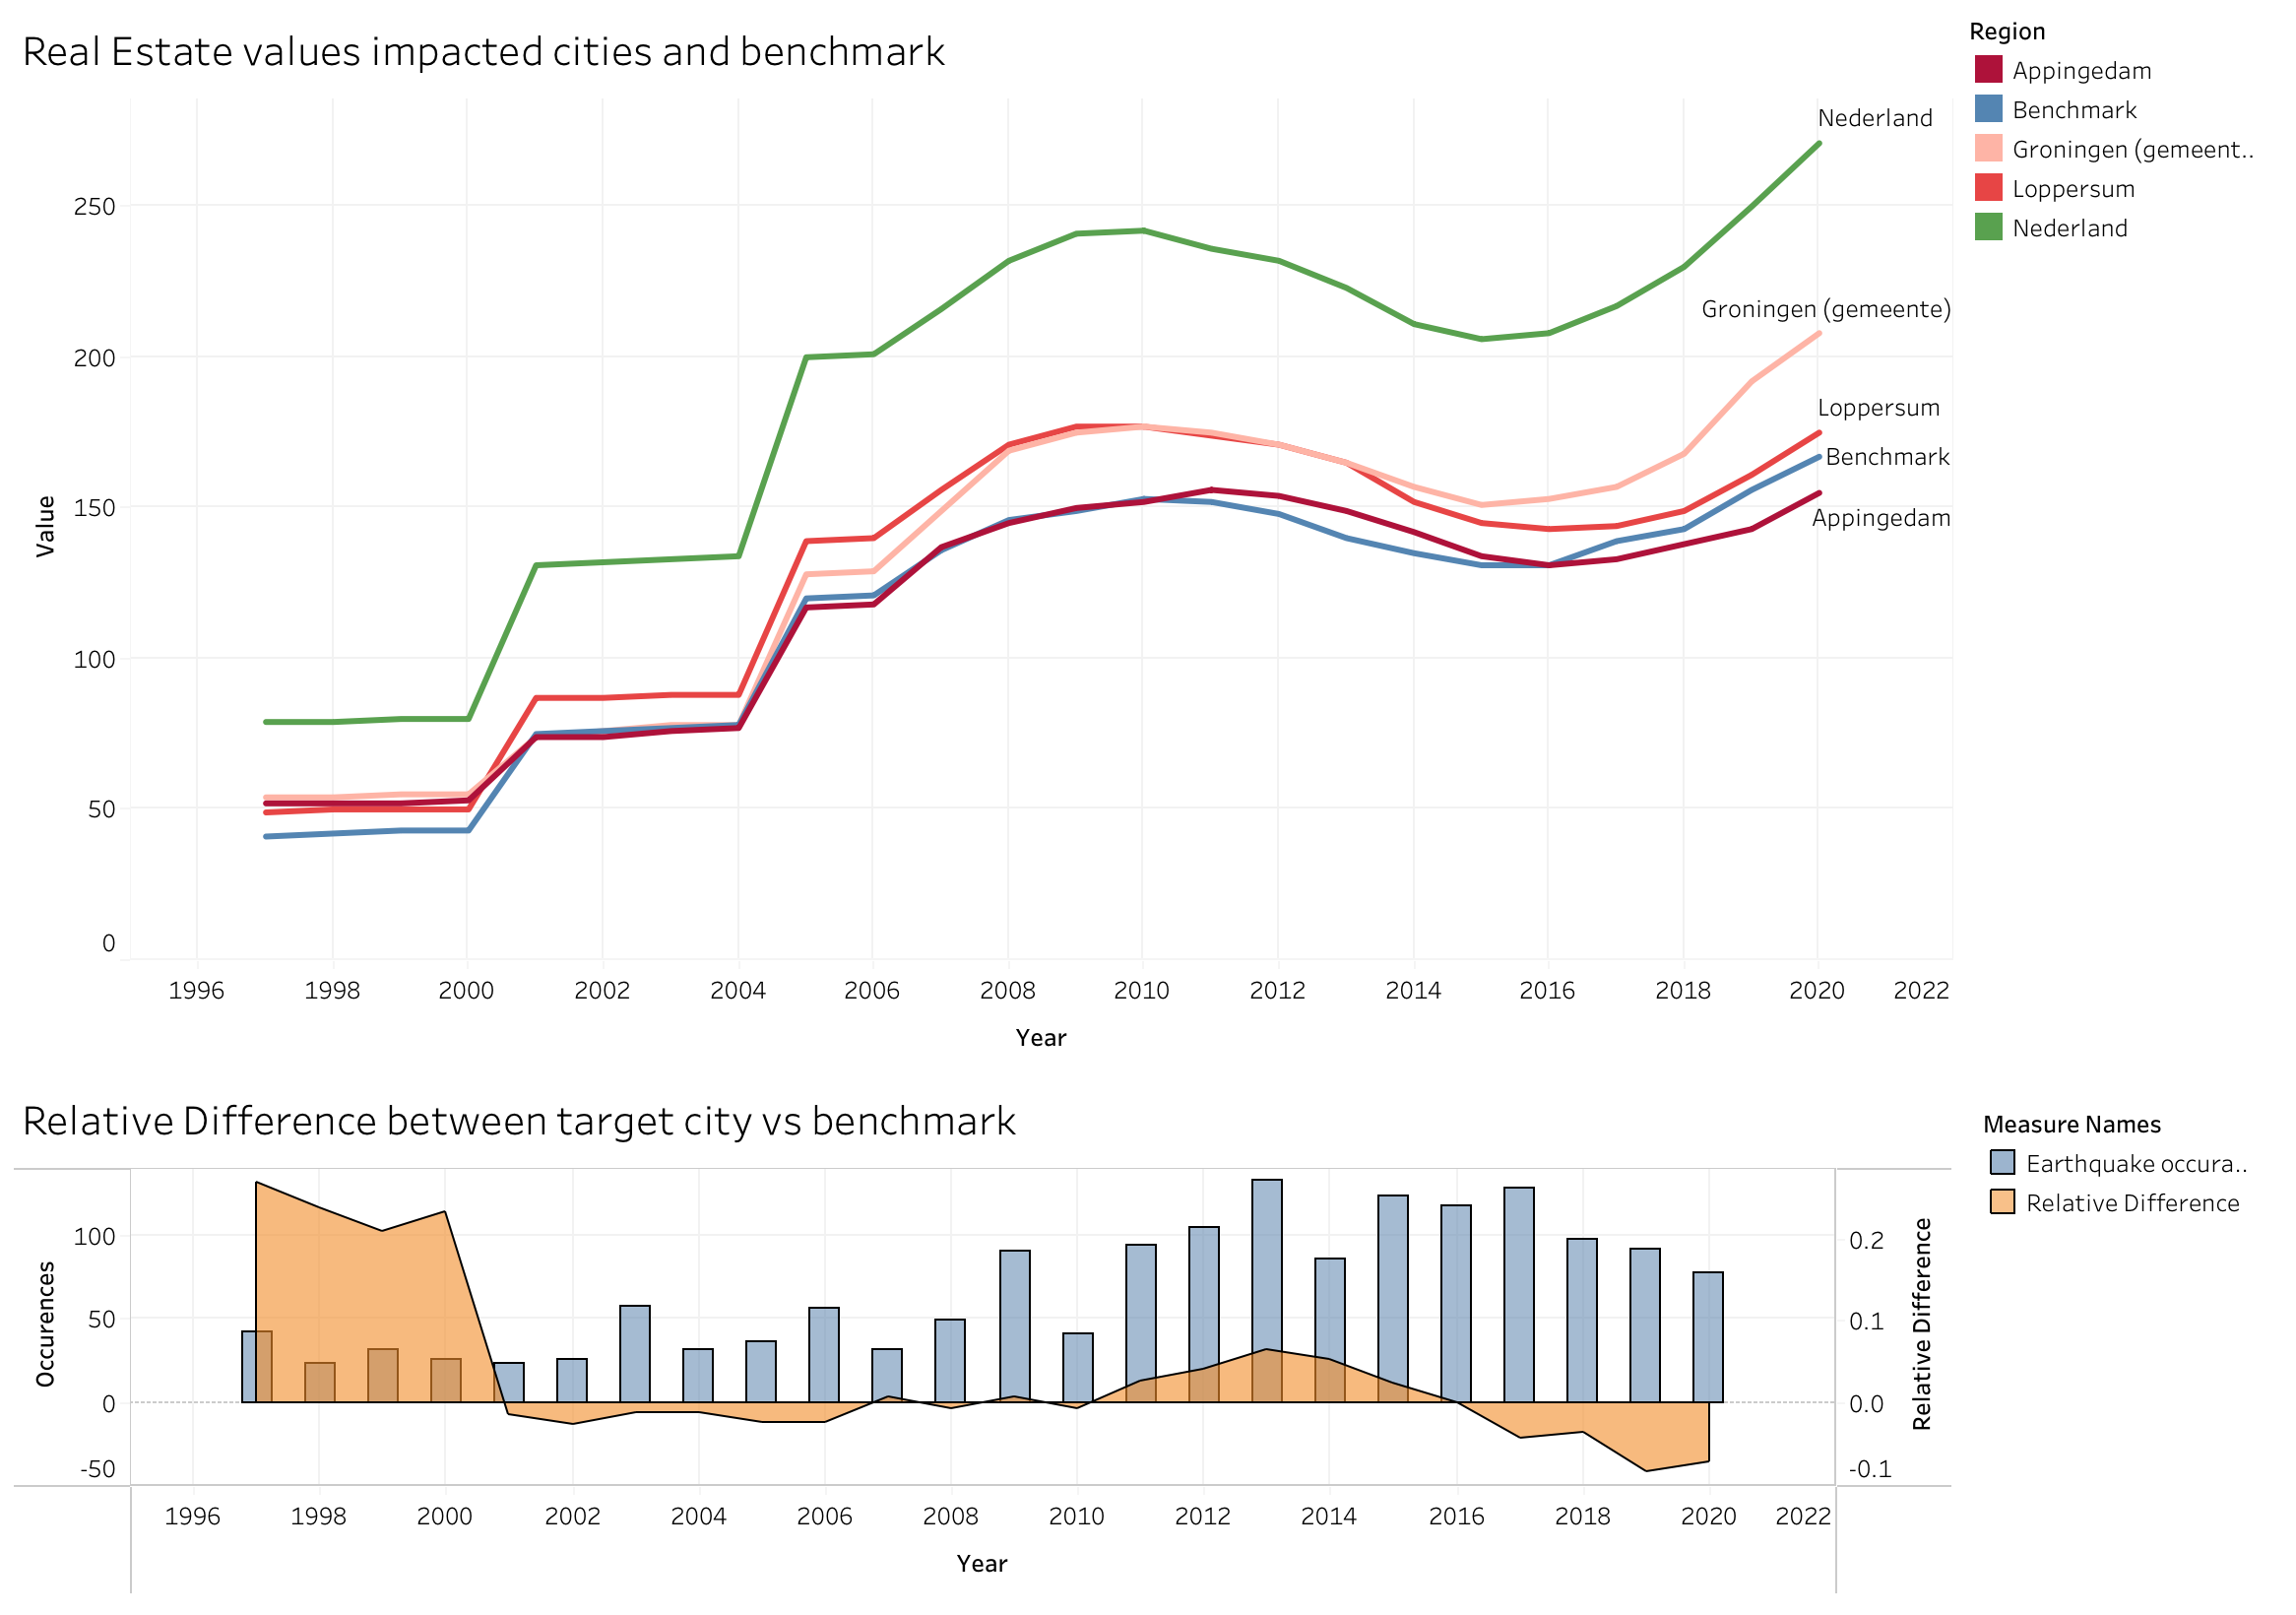 Real Estate values impacted cities and benchmark
Region
Appingedam
Benchmark
Groningen (gemeent..
Loppersum
Nederland
Nederland
Groningen (gemeente)
Loppersum
Benchmark
Appingedam
Value
250
200
150
100
50
0
1996 1998 2000 2002 2004 2006 2008 2010 2012 2014 2016 2018 2020 2022
Year
Relative Difference between target city vs benchmark
Measure Names
Earthquake occura..
Relative Difference
Occurences
100
50
0
-50
0.2
0.1
0.0
-0.1
Relative Difference
1996 1998 2000 2002 2004 2006 2008 2010 2012 2014 2016 2018 2020 2022
Year